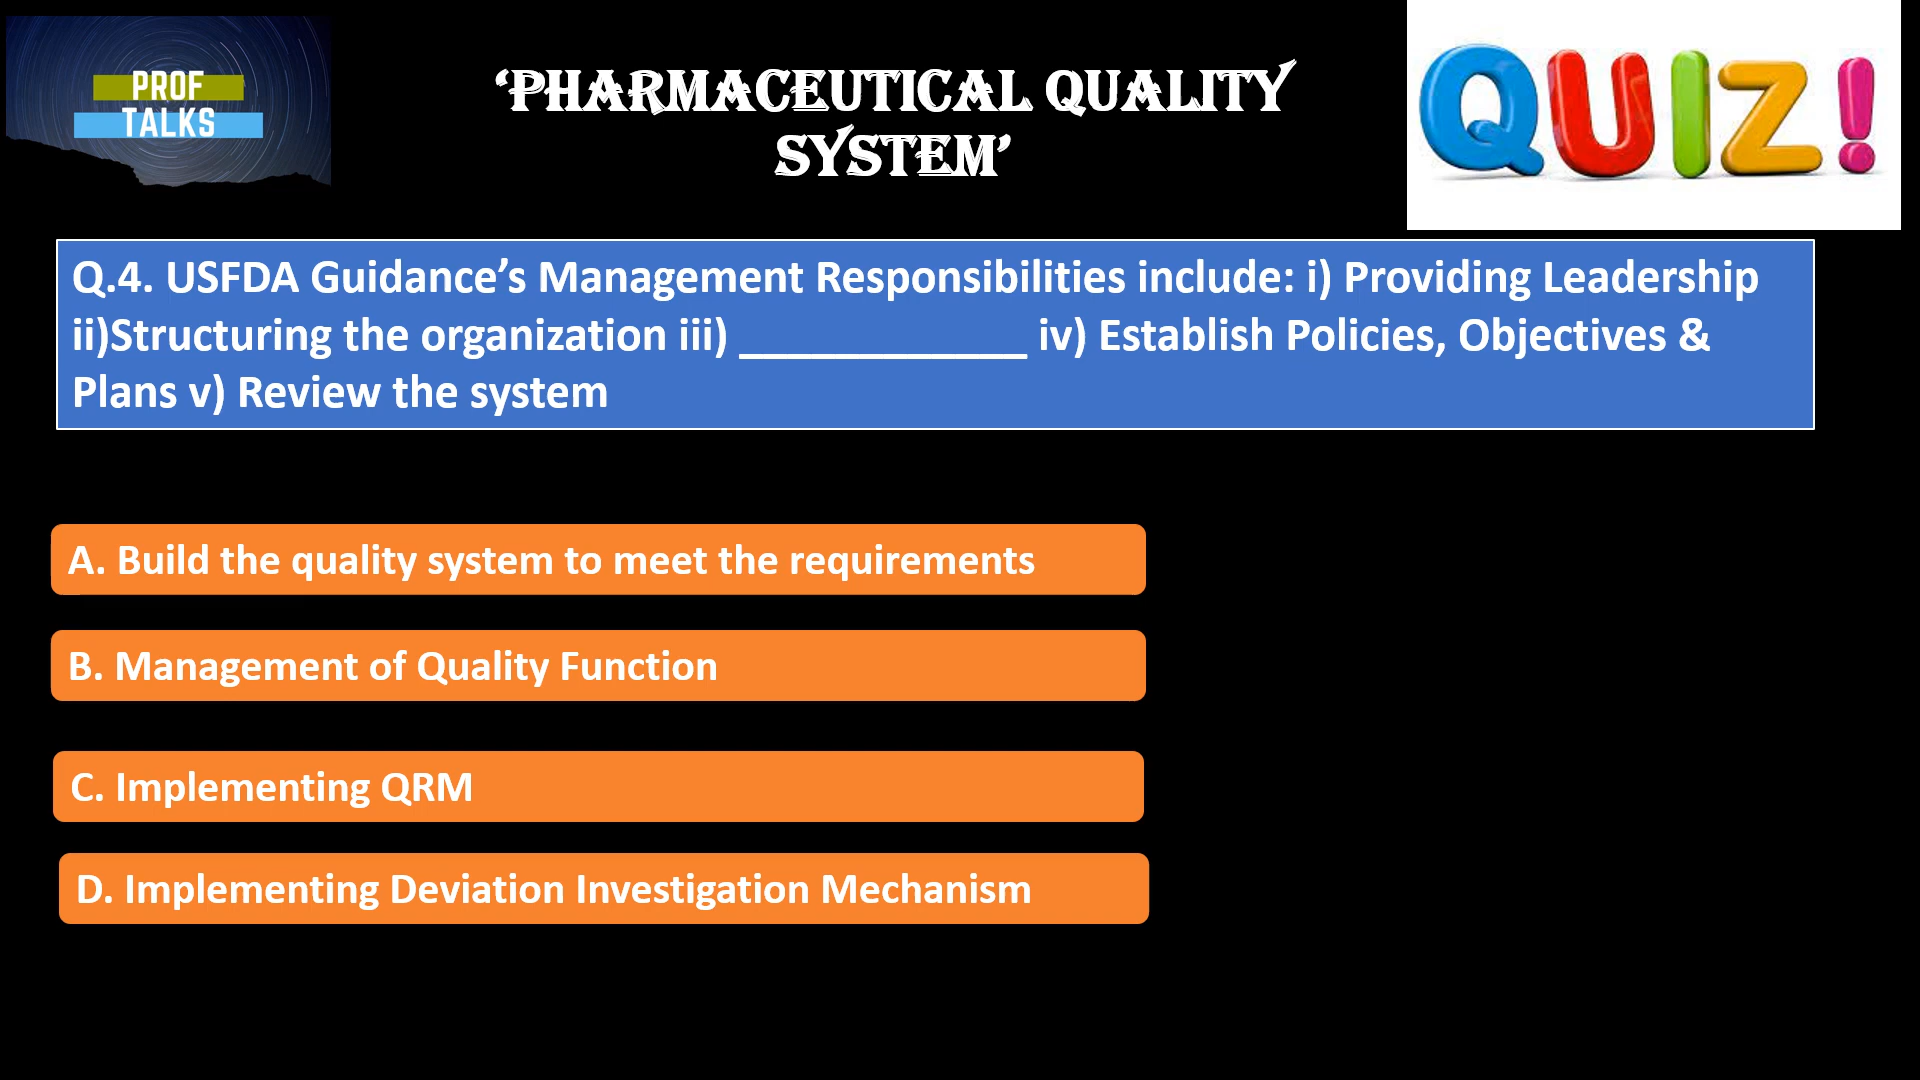 PROF
TALKS
‘PHARMACEUTICAL QUALITY
SYSTEM’
QUIZ!
Q.4. USFDA Guidance’s Management Responsibilities include: i) Providing Leadership
ii)Structuring the organization iii) _____________ iv) Establish Policies, Objectives &
Plans v) Review the system
A. Build the quality system to meet the requirements
B. Management of Quality Function
C. Implementing QRM
D. Implementing Deviation Investigation Mechanism